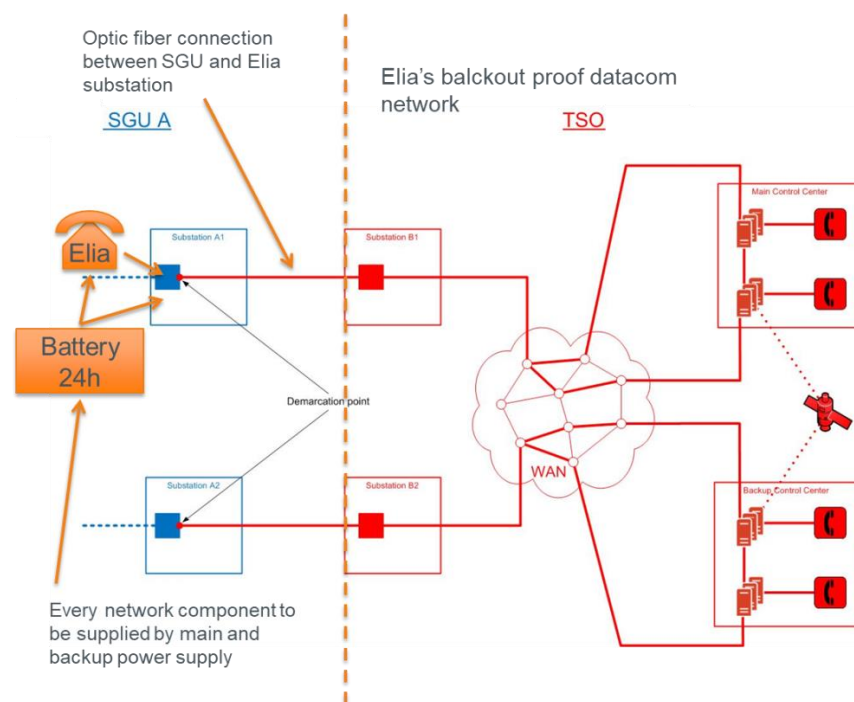 Optic fiber connection
between SGU and Elia
substation
Elia's balckout proof datacom
network
SGU A
TSO
Main Control Center
Substation A1
Substation B1
Elia
Battery
24h
Demarcation point
WAN
Substation A2
Substation B2
Backup Control Center
Every network component to
be supplied by main and
backup power supply